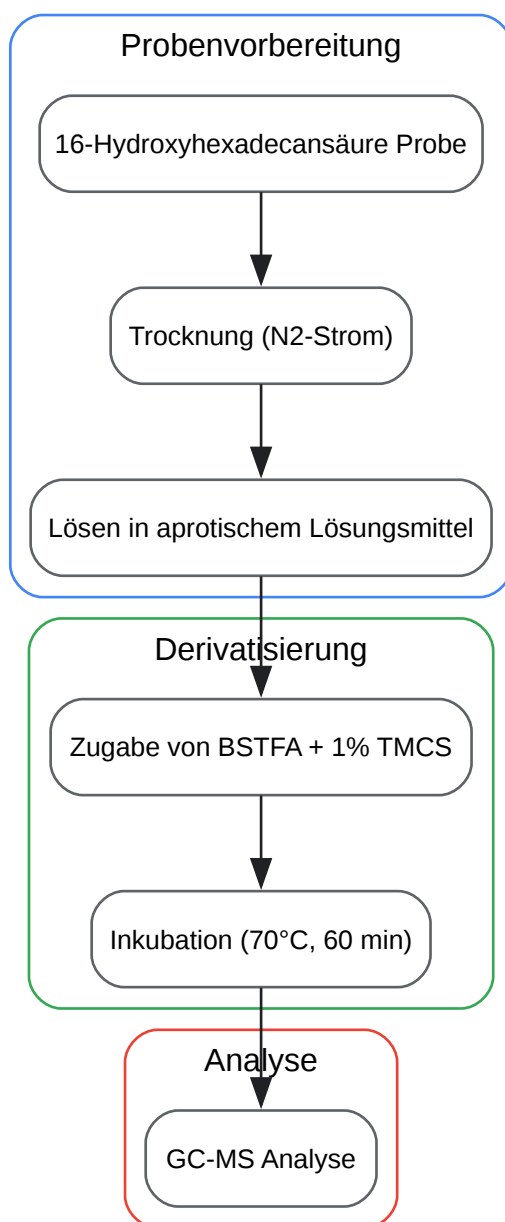 Probenvorbereitung
16-Hydroxyhexadecansäure Probe
Trocknung (N2-Strom)
Lösen in aprotischem Lösungsmittel
Derivatisierung
Zugabe von BSTFA + 1% TMCS
Inkubation (70°C, 60 min)
Analyse
GC-MS Analyse